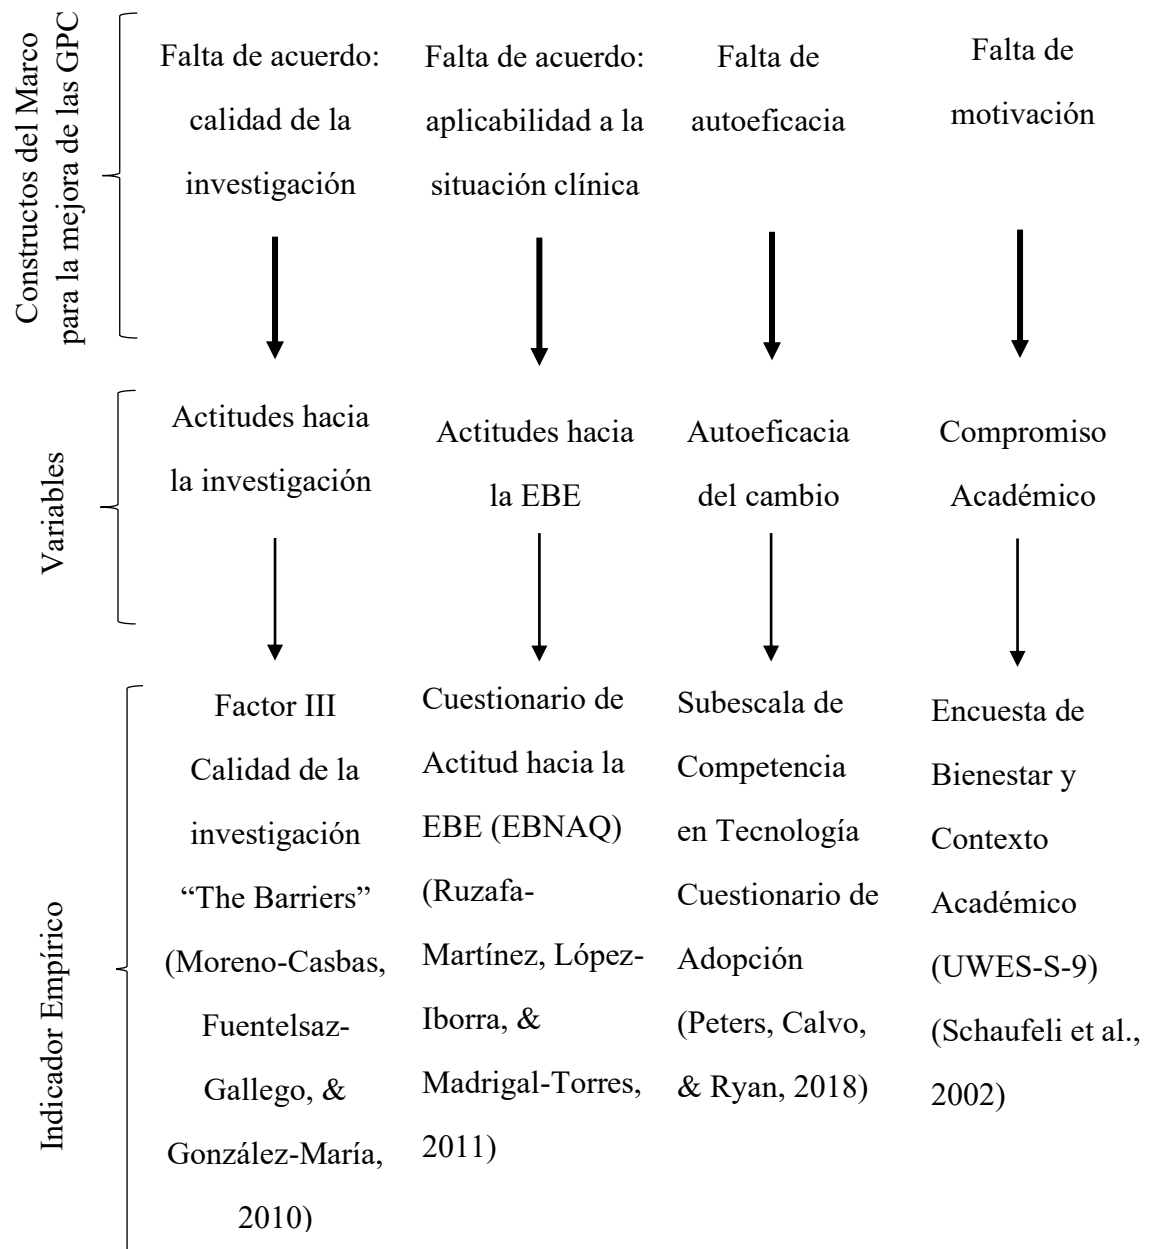 Constructos del Marco
para la mejora de las GPC
Falta de acuerdo:
calidad de la
investigación
Falta de acuerdo:
aplicabilidad a la
situación clínica
Falta de
autoeficacia
Falta de
motivación
Variables
Actitudes hacia
la investigación
Actitudes hacia
la EBE
Autoeficacia
del cambio
Compromiso
Académico
Indicador Empírico
Factor III
Calidad de la
investigación
“The Barriers”
(Moreno-Casbas,
Fuentelsaz-
Gallego, &
González-María,
2010)
Cuestionario de
Actitud hacia la
EBE (EBNAQ)
(Ruzafa-
Martínez, López-
Iborra, &
Madrigal-Torres,
2011)
Subescala de
Competencia
en Tecnología
Cuestionario de
Adopción
(Peters, Calvo,
& Ryan, 2018)
Encuesta de
Bienestar y
Contexto
Académico
(UWES-S-9)
(Schaufeli et al.,
2002)